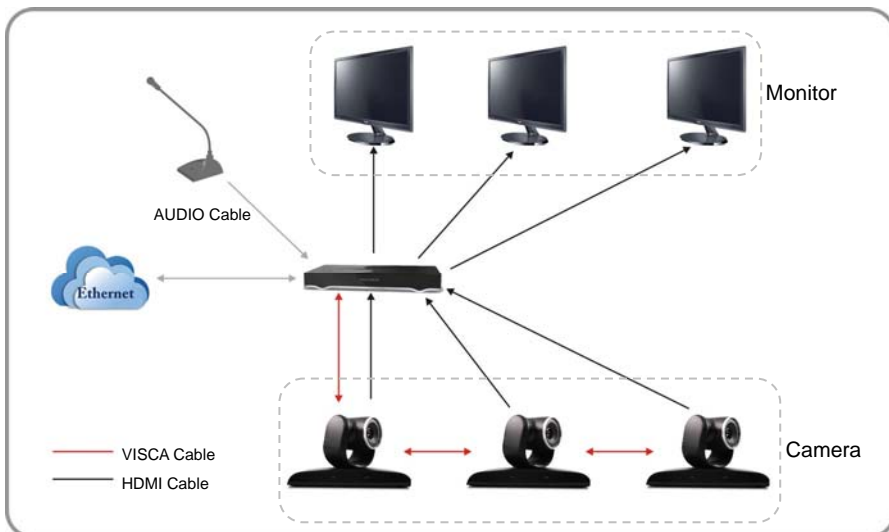 Monitor
AUDIO Cable
Ethernet
VISCA Cable
HDMI Cable
Camera